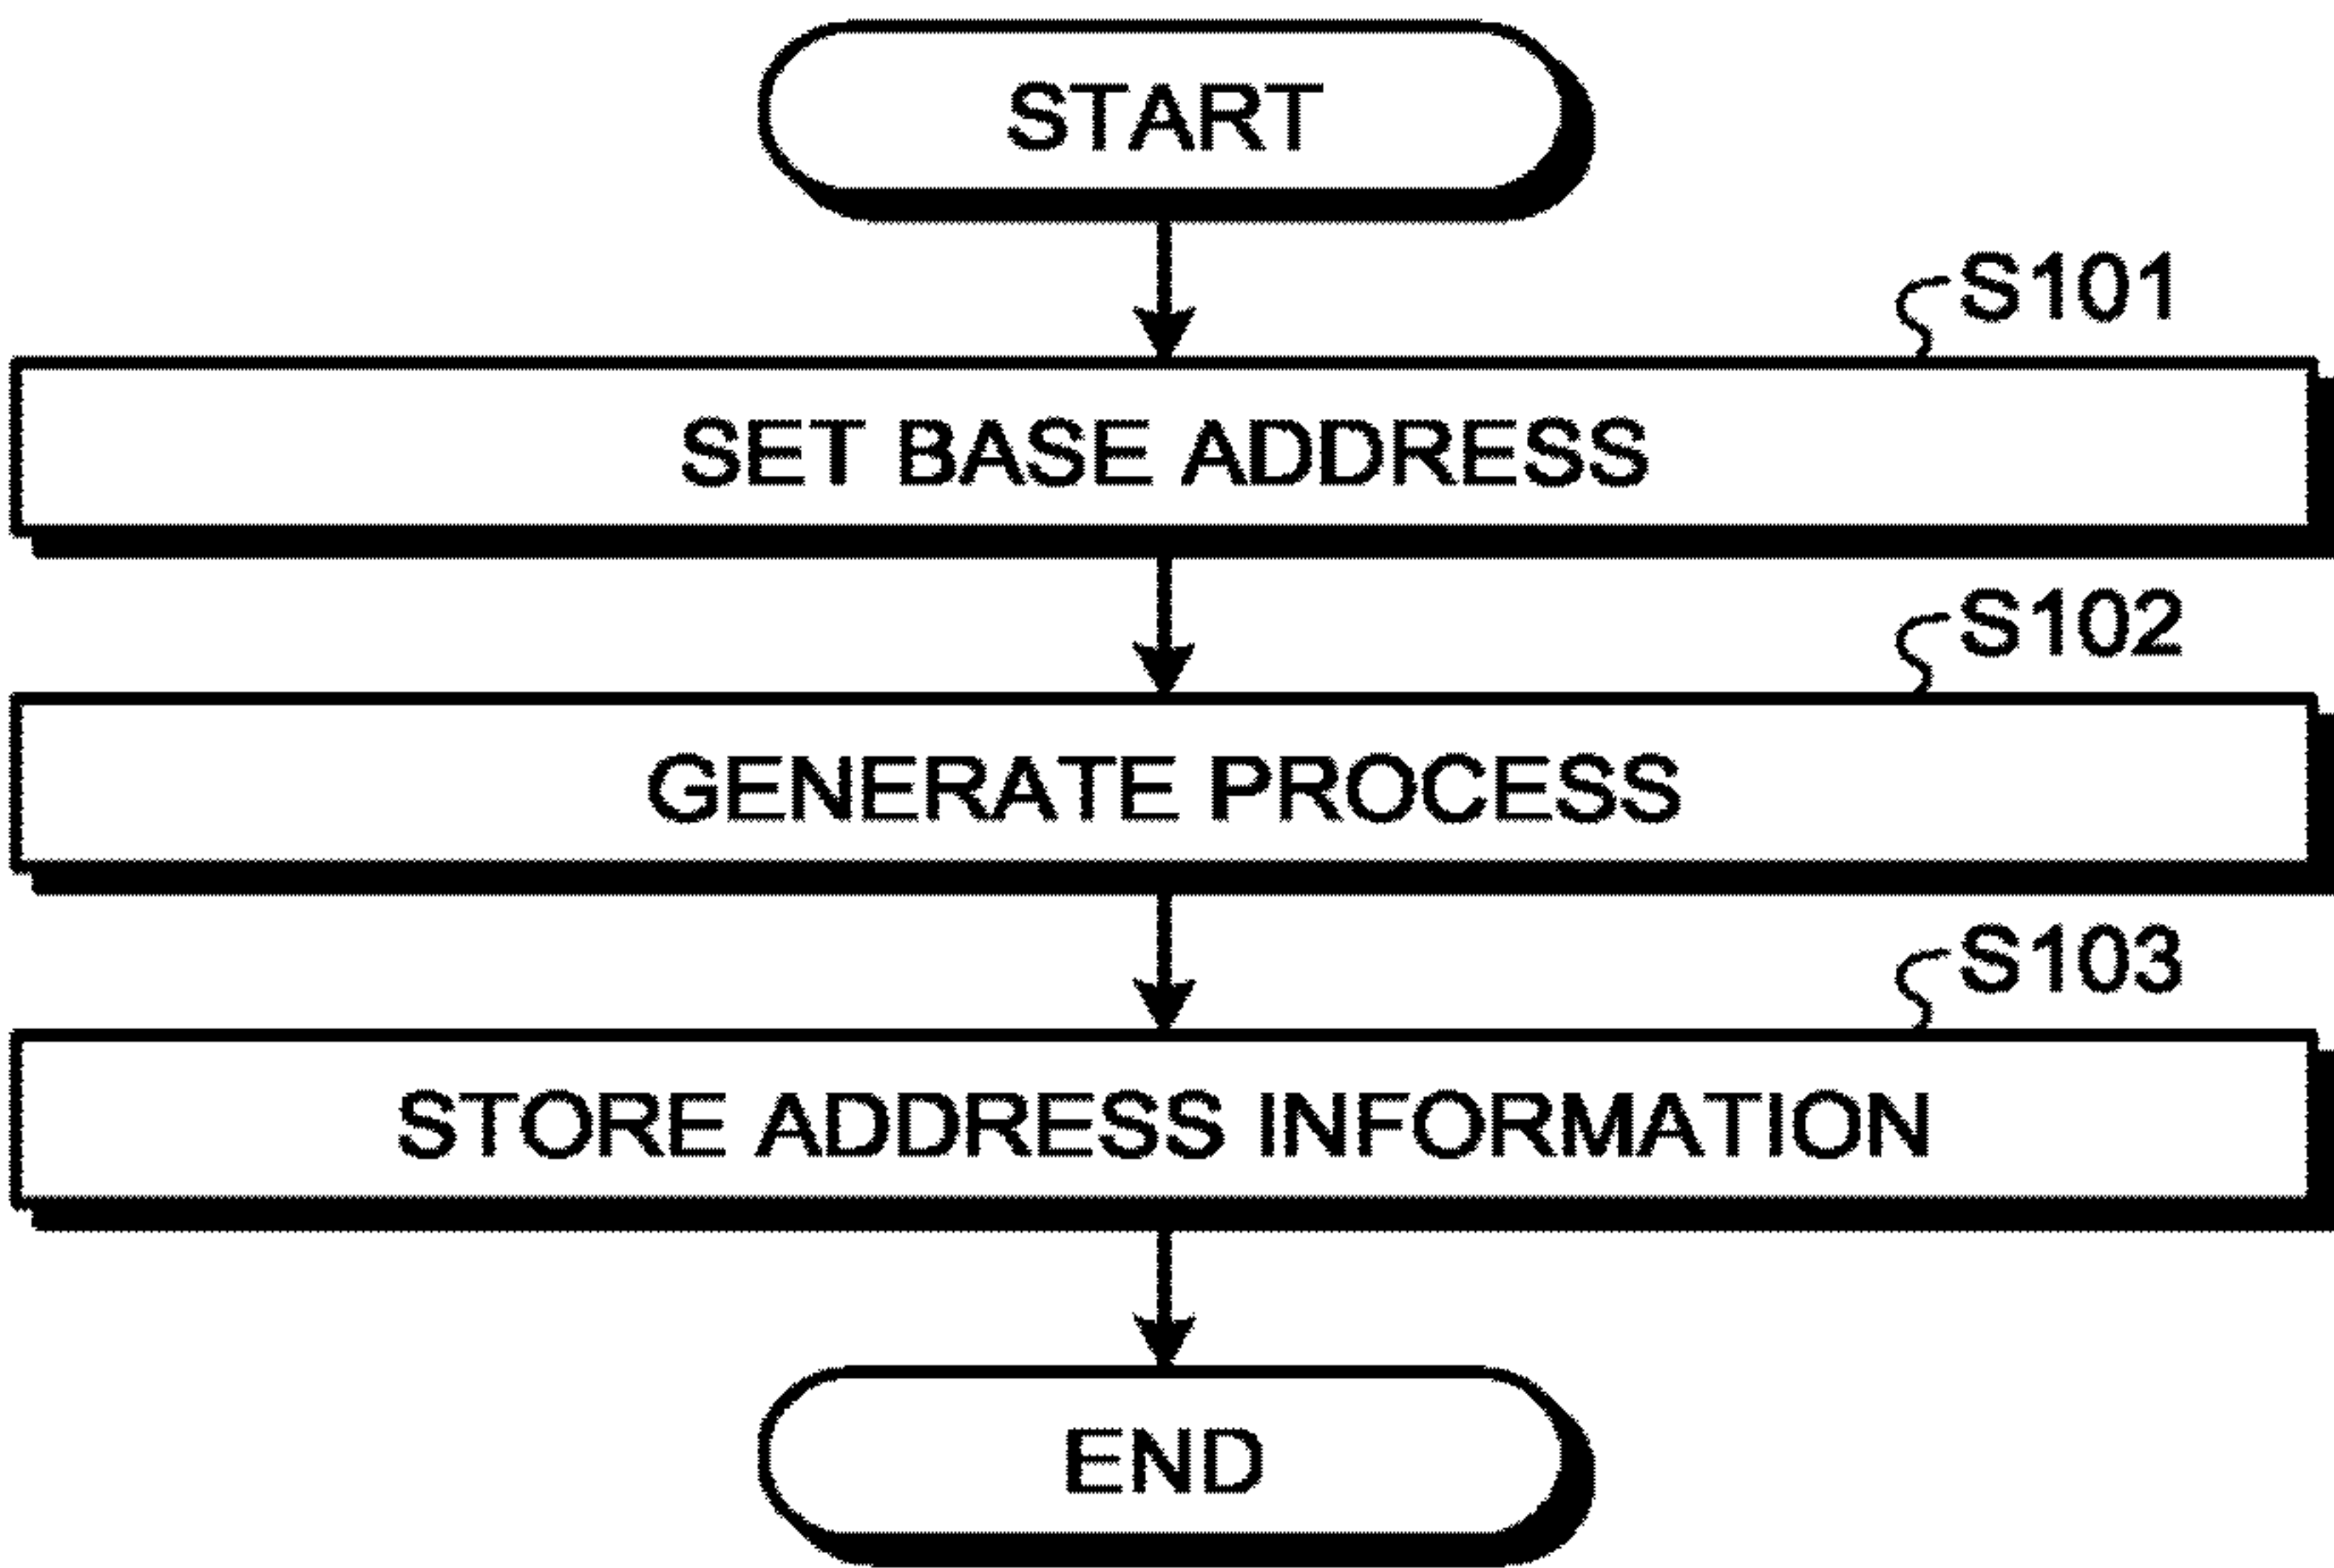 START
S101
SET BASE ADDRESS
S102
GENERATE PROCESS
S103
STORE ADDRESS INFORMATION
END